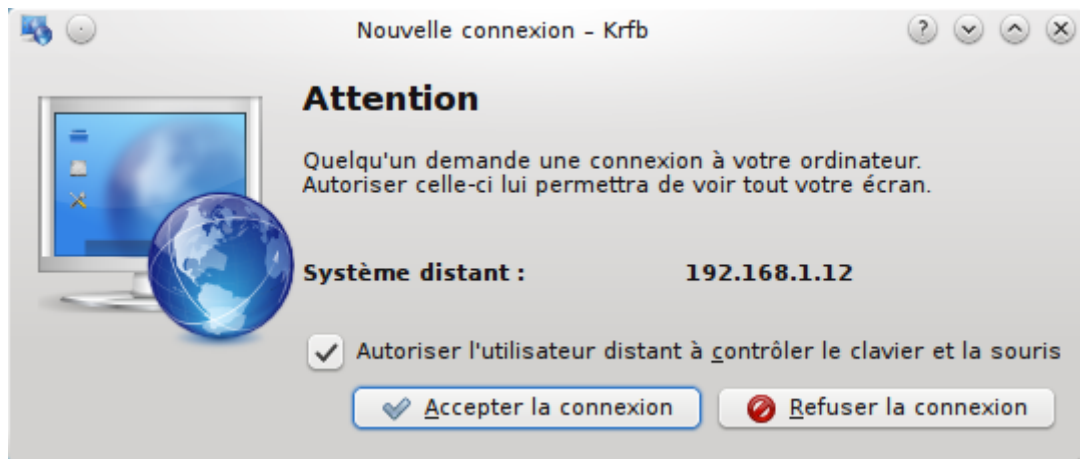 Nouvelle connexion – Krfb
Attention
Quelqu'un demande une connexion à votre ordinateur.
Autoriser celle-ci lui permettra de voir tout votre écran.
Système distant : 192.168.1.12
Autoriser l'utilisateur distant à contrôler le clavier et la souris
Accepter la connexion Refuser la connexion